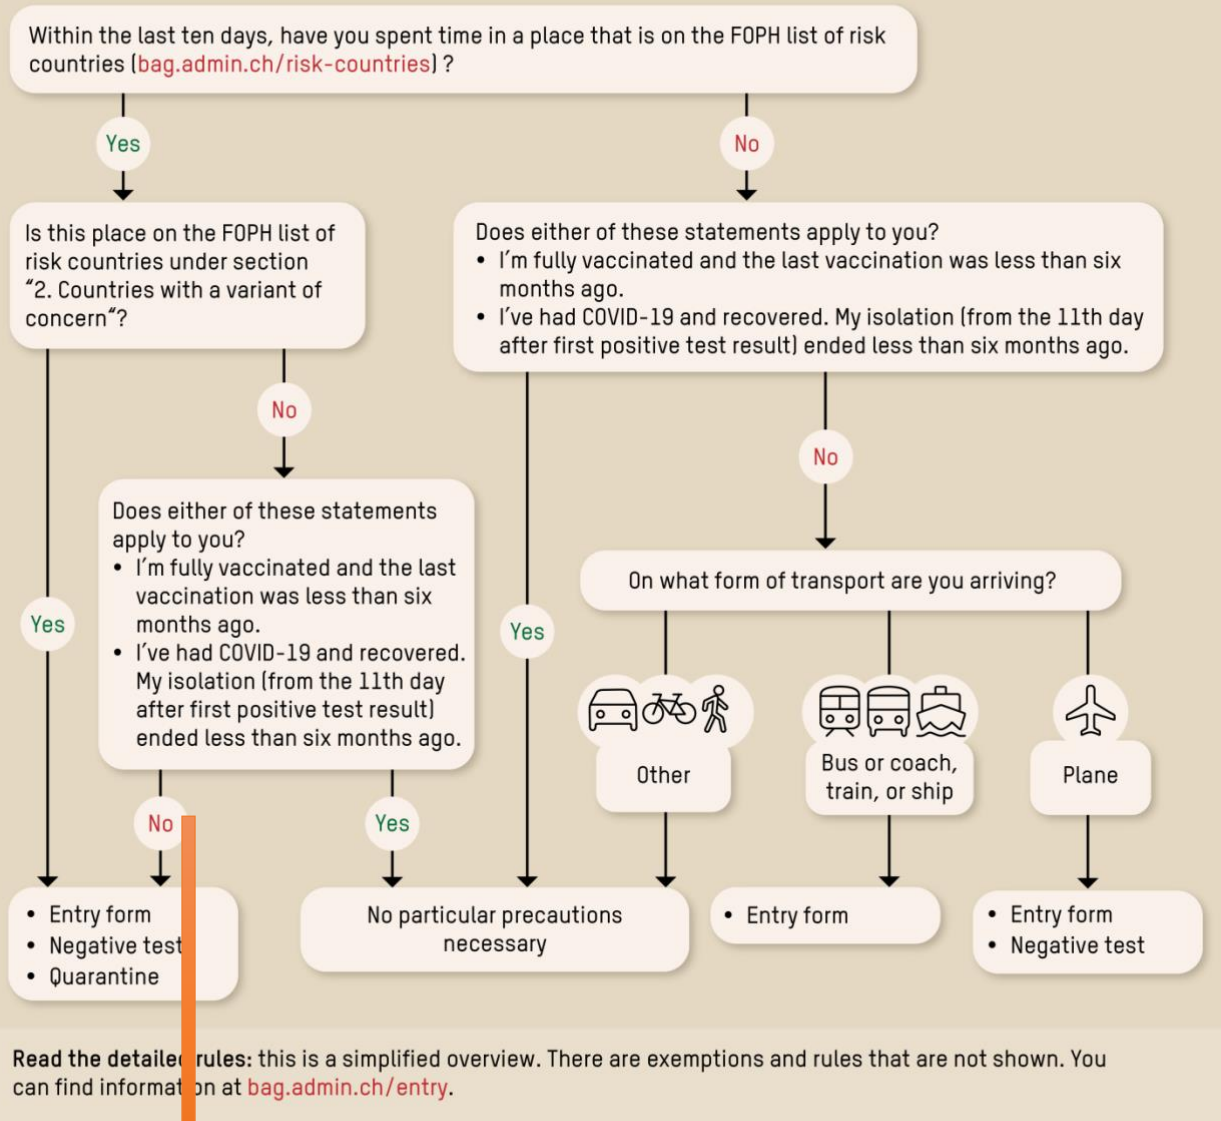 Within the last ten days, have you spent time in a place that is on the FOPH list of risk
countries (bag.admin.ch/risk-countries) ?
Yes
No
Is this place on the FOPH list of
risk countries under section
“2. Countries with a variant of
concern“?
Does either of these statements apply to you?
• I´m fully vaccinated and the last vaccination was less than six
months ago.
• I´ve had COVID-19 and recovered. My isolation (from the 11th day
after first positive test result) ended less than six months ago.
No
No
Does either of these statements
apply to you?
• I´m fully vaccinated and the last
vaccination was less than six
months ago.
• I´ve had COVID-19 and recovered.
My isolation (from the 11th day
after first positive test result)
ended less than six months ago.
On what form of transport are you arriving?
Yes
Yes
Other
Bus or coach,
train, or ship
Plane
No
Yes
• Entry form
• Negative test
• Quarantine
No particular precautions
necessary
• Entry form
• Entry form
• Negative test
Read the detailed rules: this is a simplified overview. There are exemptions and rules that are not shown. You
can find information at bag.admin.ch/entry.